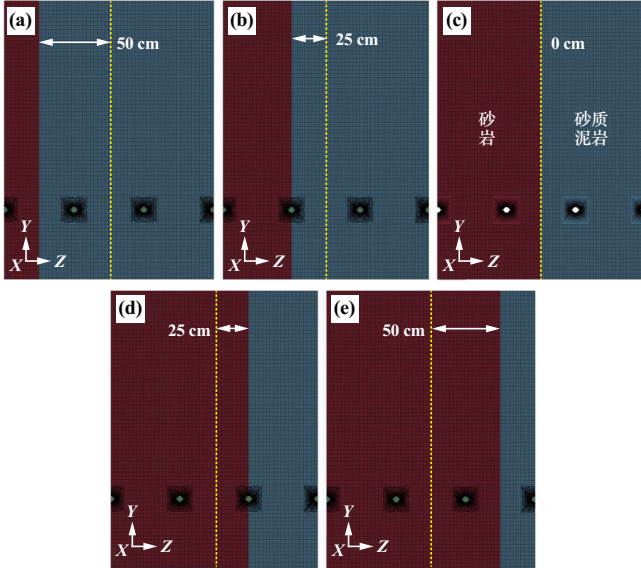 (a)
50 cm
Y
X Z
(b)
25 cm
Y
X Z
(c)
0 cm
砂
岩
砂质
泥岩
Y
X Z
(d)
25 cm
Y
X Z
(e)
50 cm
Y
X Z